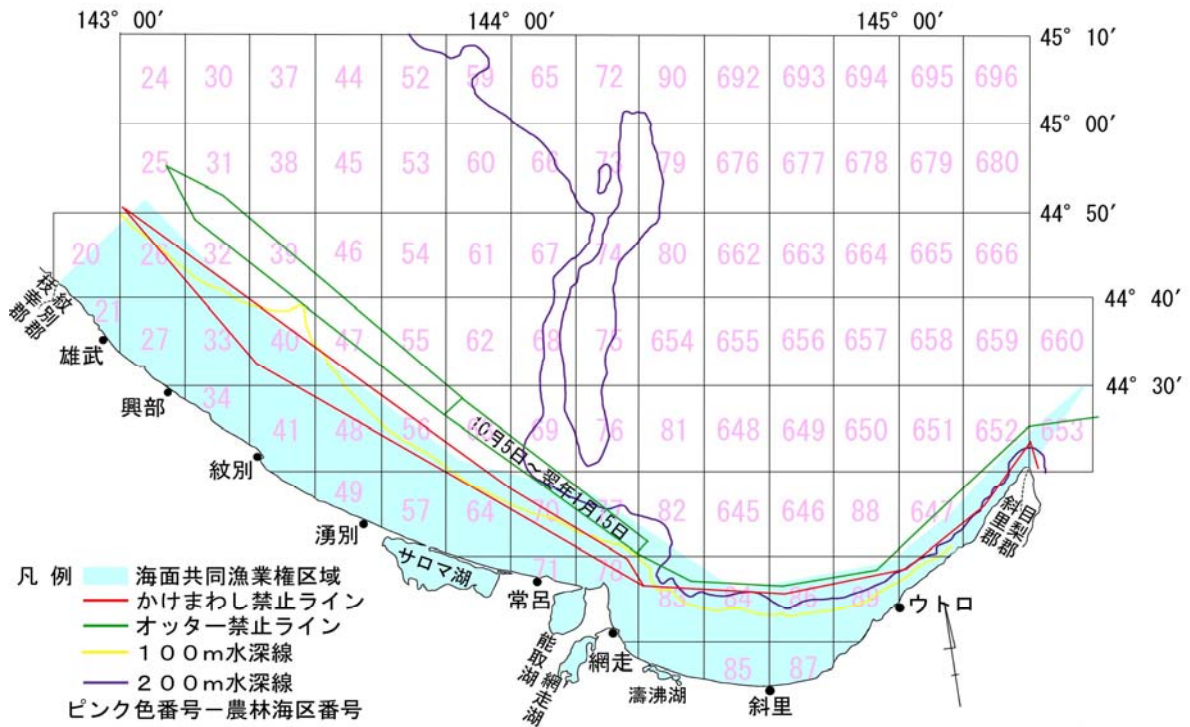 143° 00′ 144° 00′ 145° 00′
45° 10′
24 30 37 44 52 59 65 72 90 692 693 694 695 696
45° 00′
25 31 38 45 53 60 66 73 79 676 677 678 679 680
44° 50′
20 26 32 39 46 54 61 67 74 80 662 663 664 665 666
44° 40′
枝幸郡
紋別郡
21 27 33 40 47 55 62 68 75 654 655 656 657 658 659 660
雄武
44° 30′
興部
34 41 48 56 69 76 81 648 649 650 651 652 653
10月5日～翌年1月15日
紋別
49 57 64 70 77 82 645 646 88 647
斜里郡
目梨郡
湧別
サロマ湖
71 78 83 84 86 89
常呂
ウトロ
能取湖
網走湖
網走
85 87
濤沸湖
斜里
凡 例
海面共同漁業権区域
かけまわし禁止ライン
オッター禁止ライン
100m水深線
200m水深線
ピンク色番号－農林海区番号